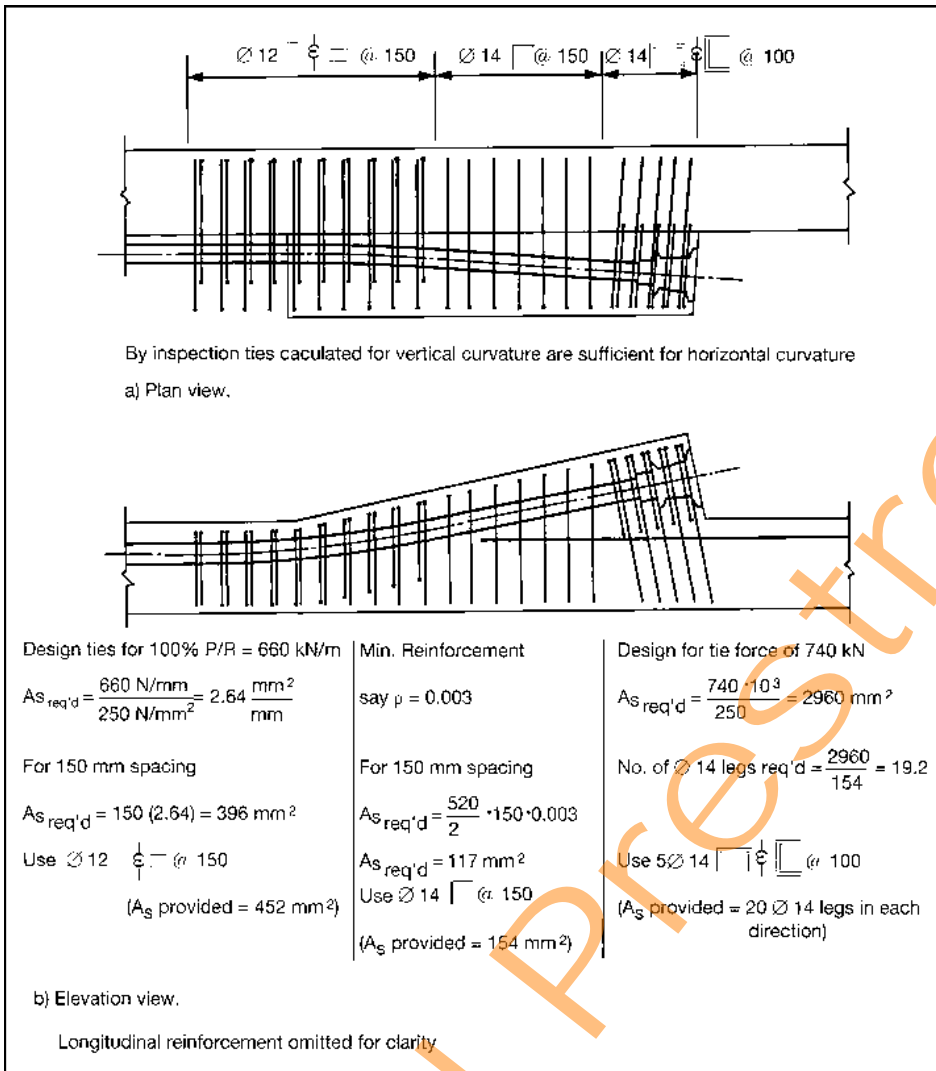 ∅ 12 & @ 150 ∅ 14 @ 150 ∅ 14 & @ 100
By inspection ties caculated for vertical curvature are sufficient for horizontal curvature
a) Plan view.
Design ties for 100% P/R = 660 kN/m
As req'd = 660 N/mm / 250 N/mm² = 2.64 mm²/mm
For 150 mm spacing
As req'd = 150 (2.64) = 396 mm²
Use ∅ 12 & @ 150
(As provided = 452 mm²)
Min. Reinforcement
say ρ = 0.003
For 150 mm spacing
As req'd = 520/2 ·150·0.003
As req'd = 117 mm²
Use ∅ 14 @ 150
(As provided = 154 mm²)
Design for tie force of 740 kN
As req'd = 740 ·10³ / 250 = 2960 mm²
No. of ∅ 14 legs req'd = 2960/154 = 19.2
Use 5∅ 14 & @ 100
(As provided = 20 ∅ 14 legs in each
direction)
b) Elevation view.
Longitudinal reinforcement omitted for clarity